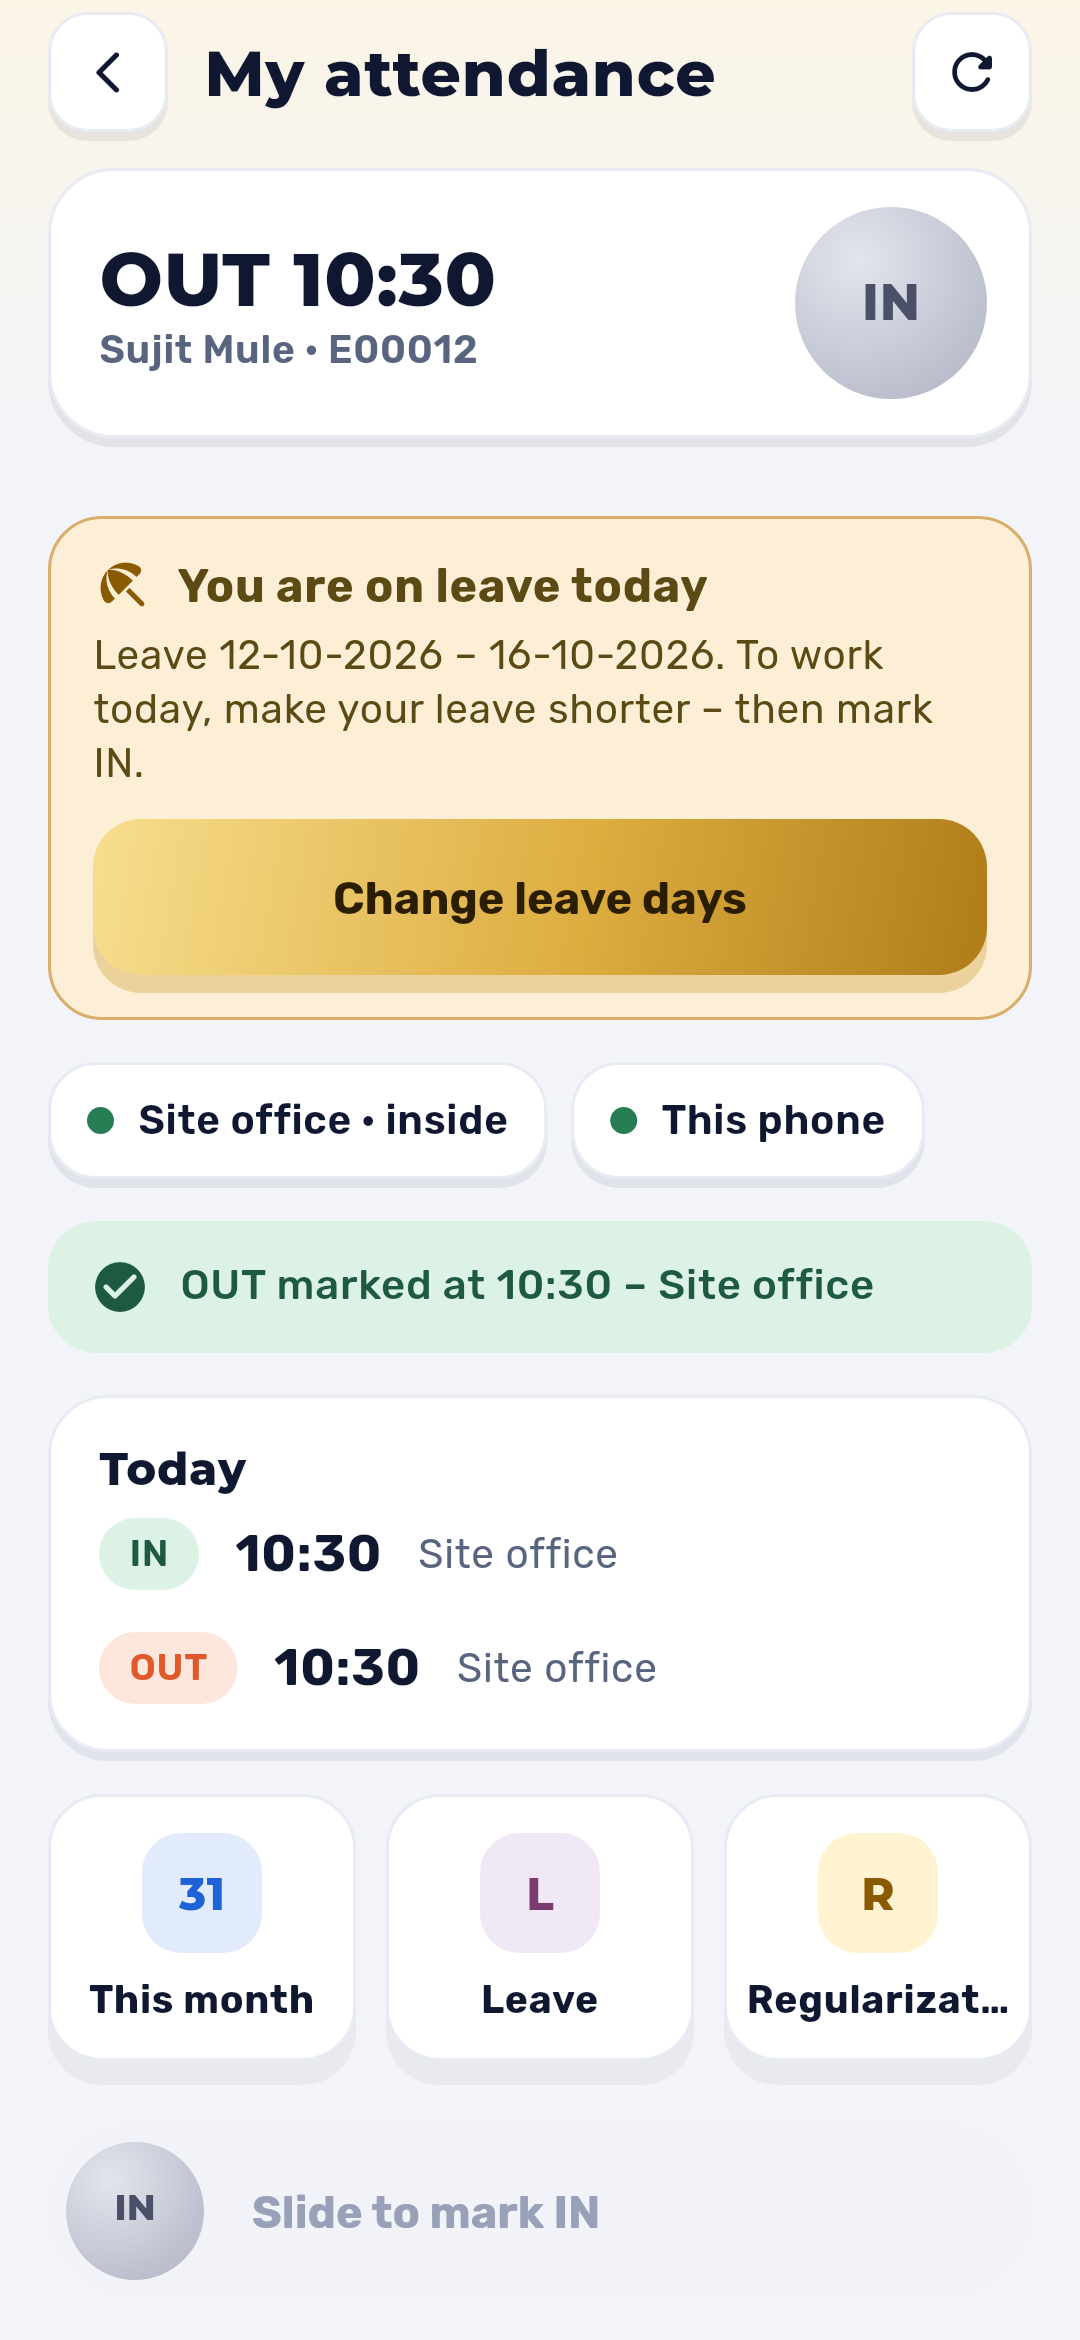 My attendance
OUT 10:30
Sujit Mule • E00012
IN
You are on leave today
Leave 12-10-2026 – 16-10-2026. To work
today, make your leave shorter – then mark
IN.
Change leave days
Site office • inside
This phone
OUT marked at 10:30 – Site office
Today
IN 10:30 Site office
OUT 10:30 Site office
31
This month
L
Leave
R
Regularizat...
IN
Slide to mark IN